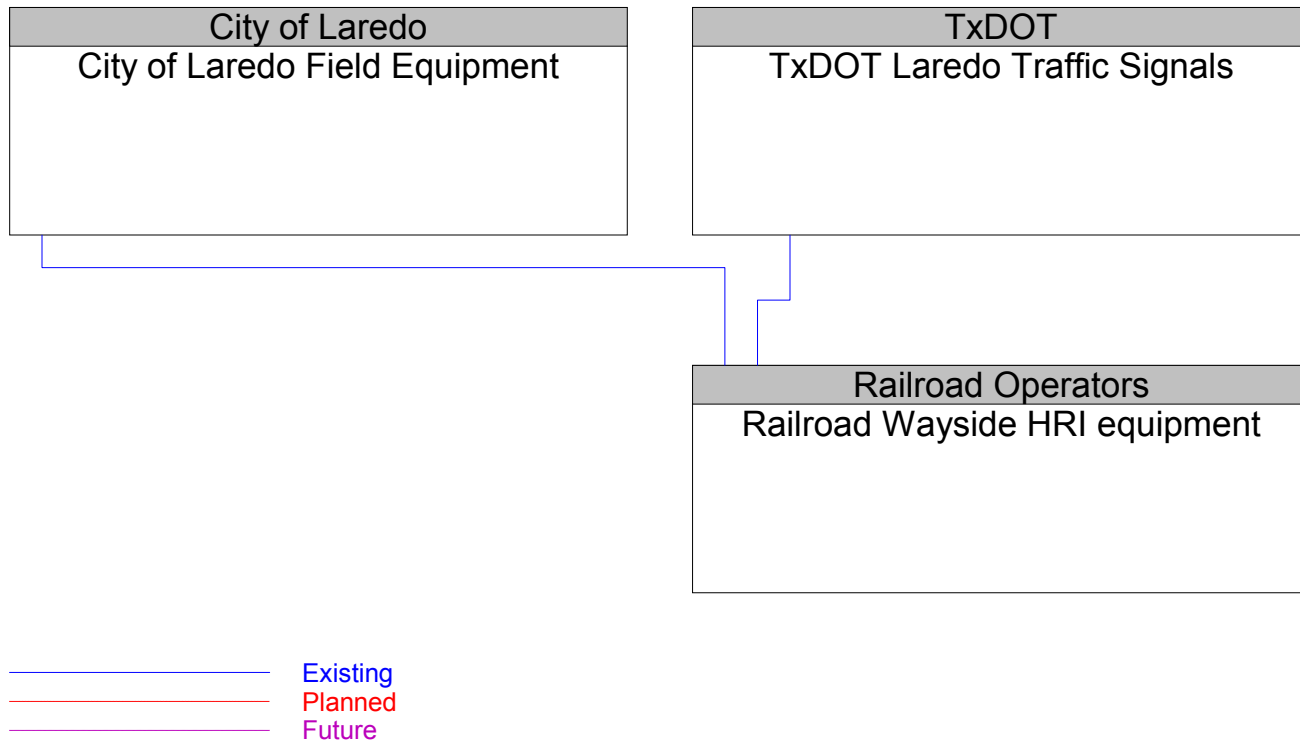 City of Laredo
City of Laredo Field Equipment
TxDOT
TxDOT Laredo Traffic Signals
Railroad Operators
Railroad Wayside HRI equipment
Existing
Planned
Future